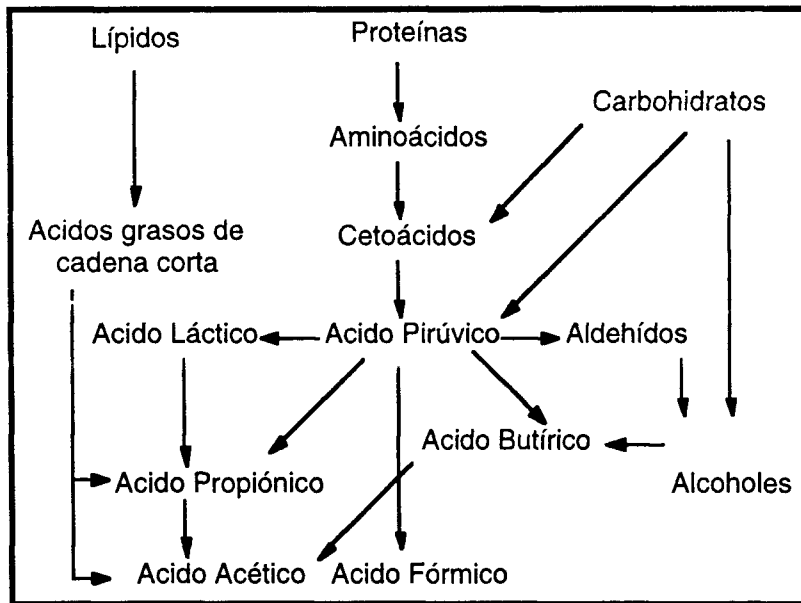 Lípidos
Proteínas
Carbohidratos
Aminoácidos
Acidos grasos de
cadena corta
Cetoácidos
Acido Láctico
Acido Pirúvico
Aldehídos
Acido Butírico
Acido Propiónico
Alcoholes
Acido Acético
Acido Fórmico